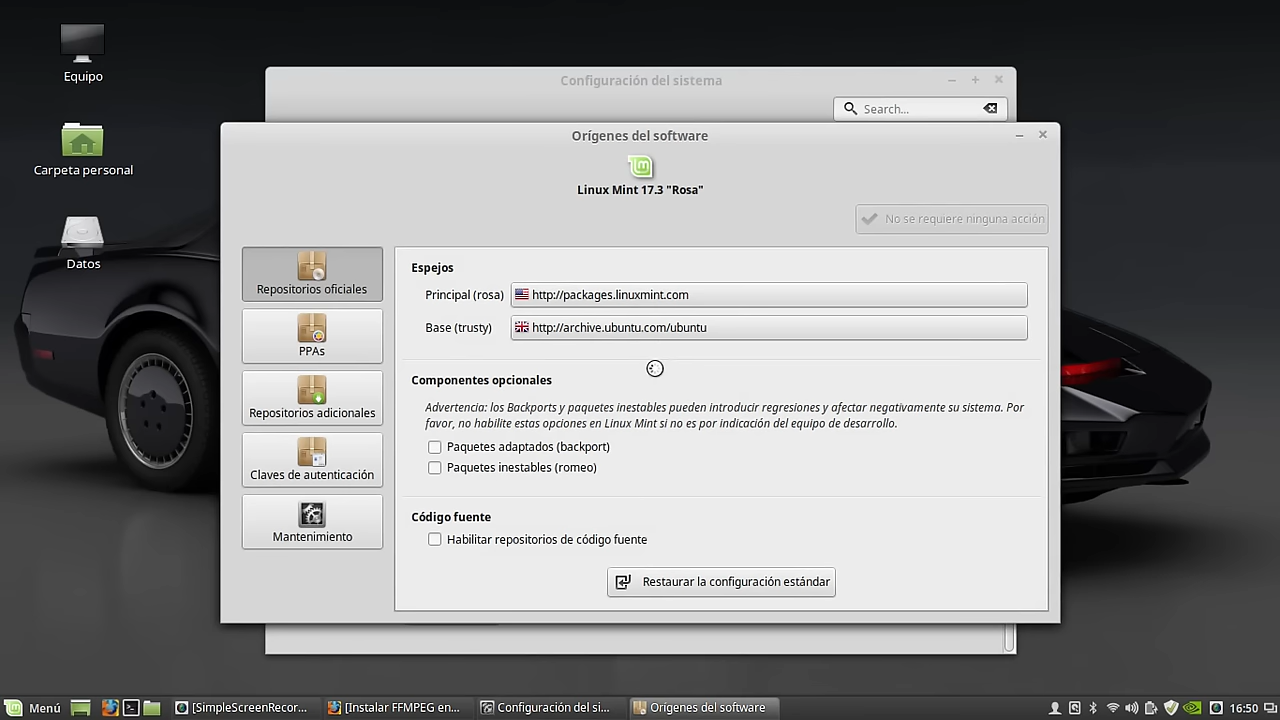 Equipo
Carpeta personal
Datos
Configuración del sistema
Search...
Orígenes del software
Linux Mint 17.3 "Rosa"
No se requiere ninguna acción
Repositorios oficiales
PPAs
Repositorios adicionales
Claves de autenticación
Mantenimiento
Espejos
Principal (rosa) http://packages.linuxmint.com
Base (trusty) http://archive.ubuntu.com/ubuntu
Componentes opcionales
Advertencia: los Backports y paquetes inestables pueden introducir regresiones y afectar negativamente su sistema. Por
favor, no habilite estas opciones en Linux Mint si no es por indicación del equipo de desarrollo.
Paquetes adaptados (backport)
Paquetes inestables (romeo)
Código fuente
Habilitar repositorios de código fuente
Restaurar la configuración estándar
Menú [SimpleScreenRecor... [Instalar FFMPEG en... Configuración del si... Orígenes del software 16:50